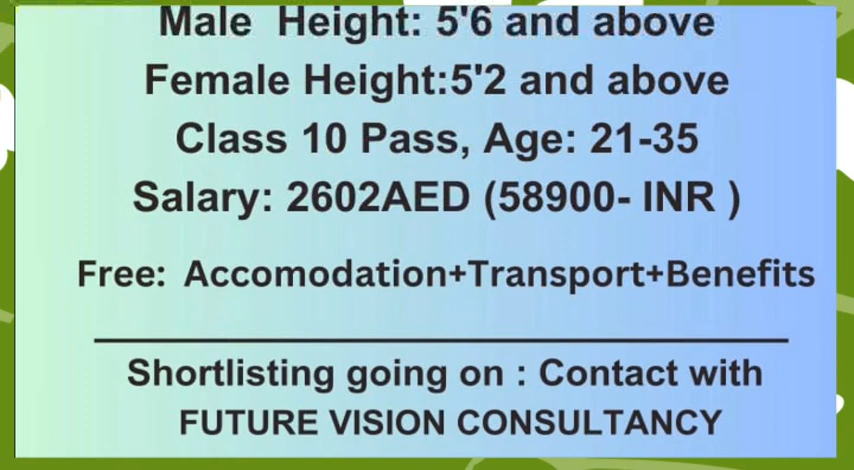 Male Height: 5'6 and above
Female Height:5'2 and above
Class 10 Pass, Age: 21-35
Salary: 2602AED (58900- INR )
Free: Accomodation+Transport+Benefits
Shortlisting going on : Contact with
FUTURE VISION CONSULTANCY